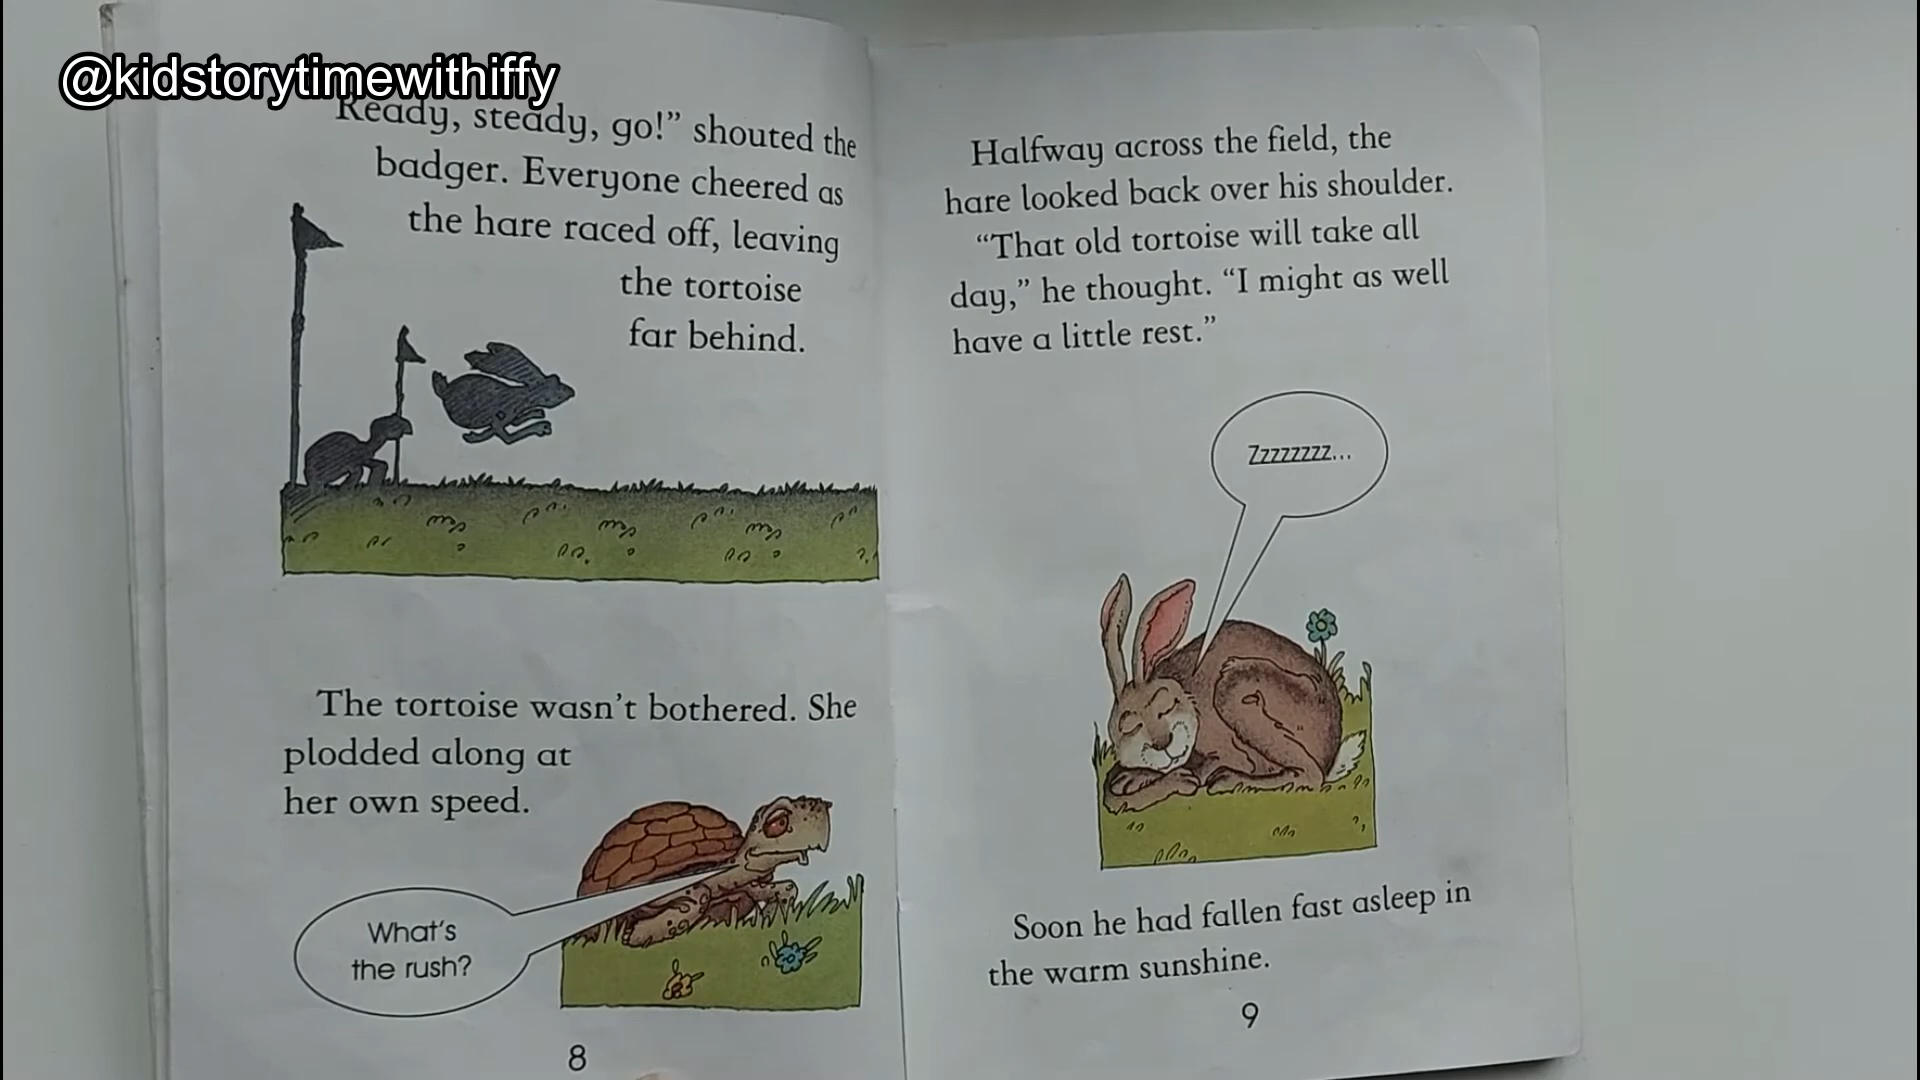 @kidstorytimewithiffy
Ready, steady, go!” shouted the
badger. Everyone cheered as
the hare raced off, leaving
the tortoise
far behind.
The tortoise wasn’t bothered. She
plodded along at
her own speed.
What’s
the rush?
8
Halfway across the field, the
hare looked back over his shoulder.
“That old tortoise will take all
day,” he thought. “I might as well
have a little rest.”
Zzzzzzzz...
Soon he had fallen fast asleep in
the warm sunshine.
9